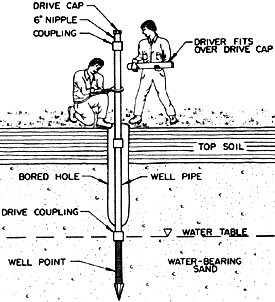 DRIVE CAP
6" NIPPLE
COUPLING
DRIVER FITS
OVER DRIVE CAP
TOP SOIL
BORED HOLE
WELL PIPE
DRIVE COUPLING
WATER TABLE
WELL POINT
WATER-BEARING
SAND